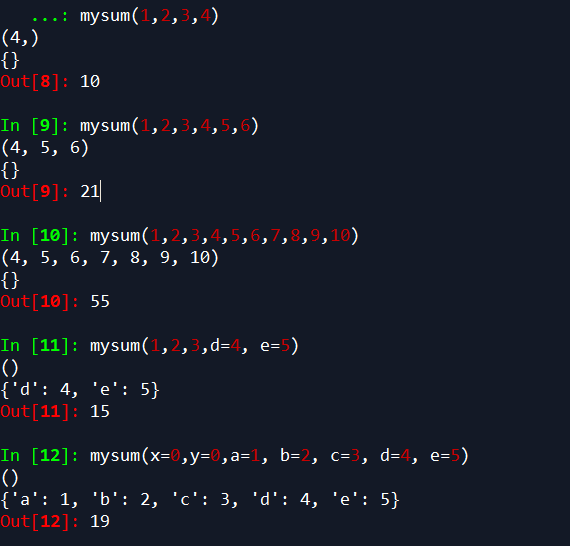 ...: mysum(1,2,3,4)
(4,)
{}
Out[8]: 10
In [9]: mysum(1,2,3,4,5,6)
(4, 5, 6)
{}
Out[9]: 21
In [10]: mysum(1,2,3,4,5,6,7,8,9,10)
(4, 5, 6, 7, 8, 9, 10)
{}
Out[10]: 55
In [11]: mysum(1,2,3,d=4, e=5)
()
{'d': 4, 'e': 5}
Out[11]: 15
In [12]: mysum(x=0,y=0,a=1, b=2, c=3, d=4, e=5)
()
{'a': 1, 'b': 2, 'c': 3, 'd': 4, 'e': 5}
Out[12]: 19